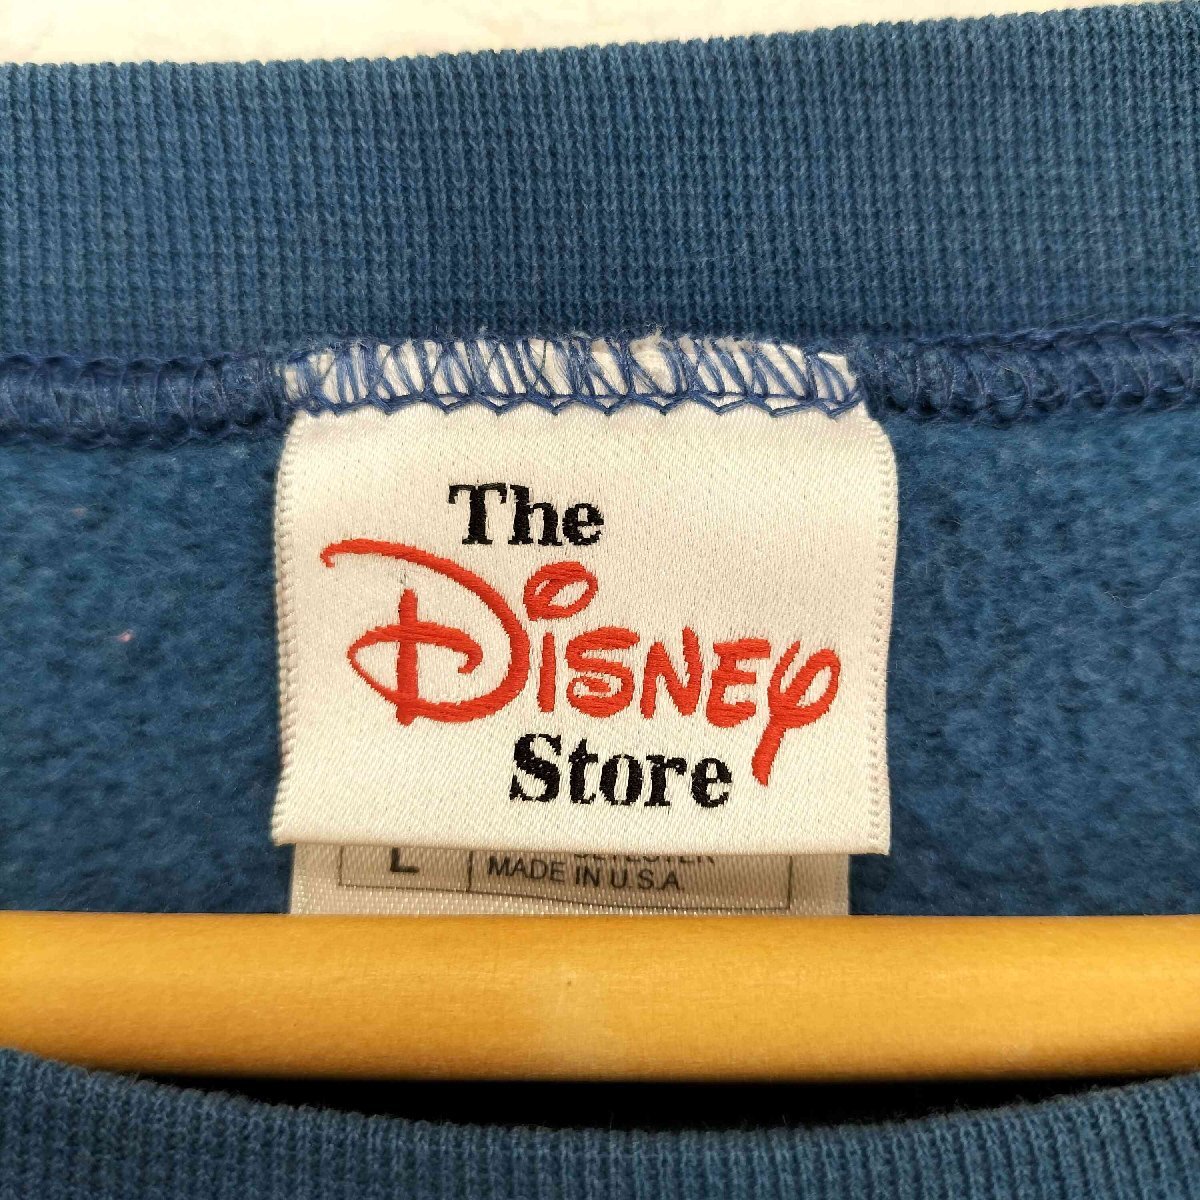 The
Disney
Store
L
MADE IN U.S.A